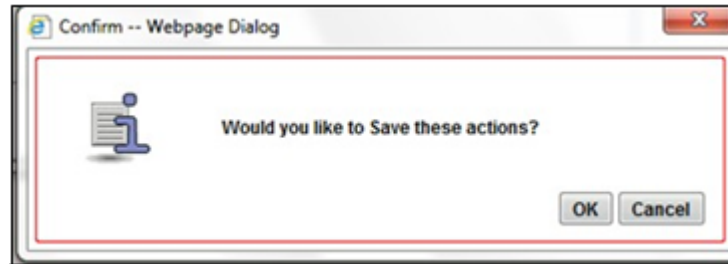 Confirm -- Webpage Dialog
Would you like to Save these actions?
OK Cancel